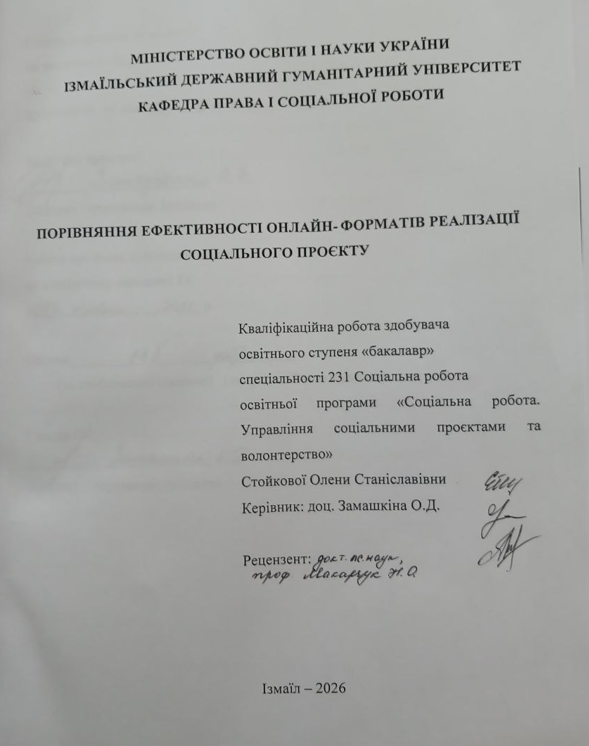 МІНІСТЕРСТВО ОСВІТИ І НАУКИ УКРАЇНИ
ІЗМАЇЛЬСЬКИЙ ДЕРЖАВНИЙ ГУМАНІТАРНИЙ УНІВЕРСИТЕТ
КАФЕДРА ПРАВА І СОЦІАЛЬНОЇ РОБОТИ
ПОРІВНЯННЯ ЕФЕКТИВНОСТІ ОНЛАЙН- ФОРМАТІВ РЕАЛІЗАЦІЇ
СОЦІАЛЬНОГО ПРОЄКТУ
Кваліфікаційна робота здобувача
освітнього ступеня «бакалавр»
спеціальності 231 Соціальна робота
освітньої програми «Соціальна робота.
Управління соціальними проєктами та
волонтерство»
Стойкової Олени Станіславівни
Керівник: доц. Замашкіна О.Д.
Рецензент: докт. пс. наук,
проф Макарчук Н.О
Ізмаїл – 2026